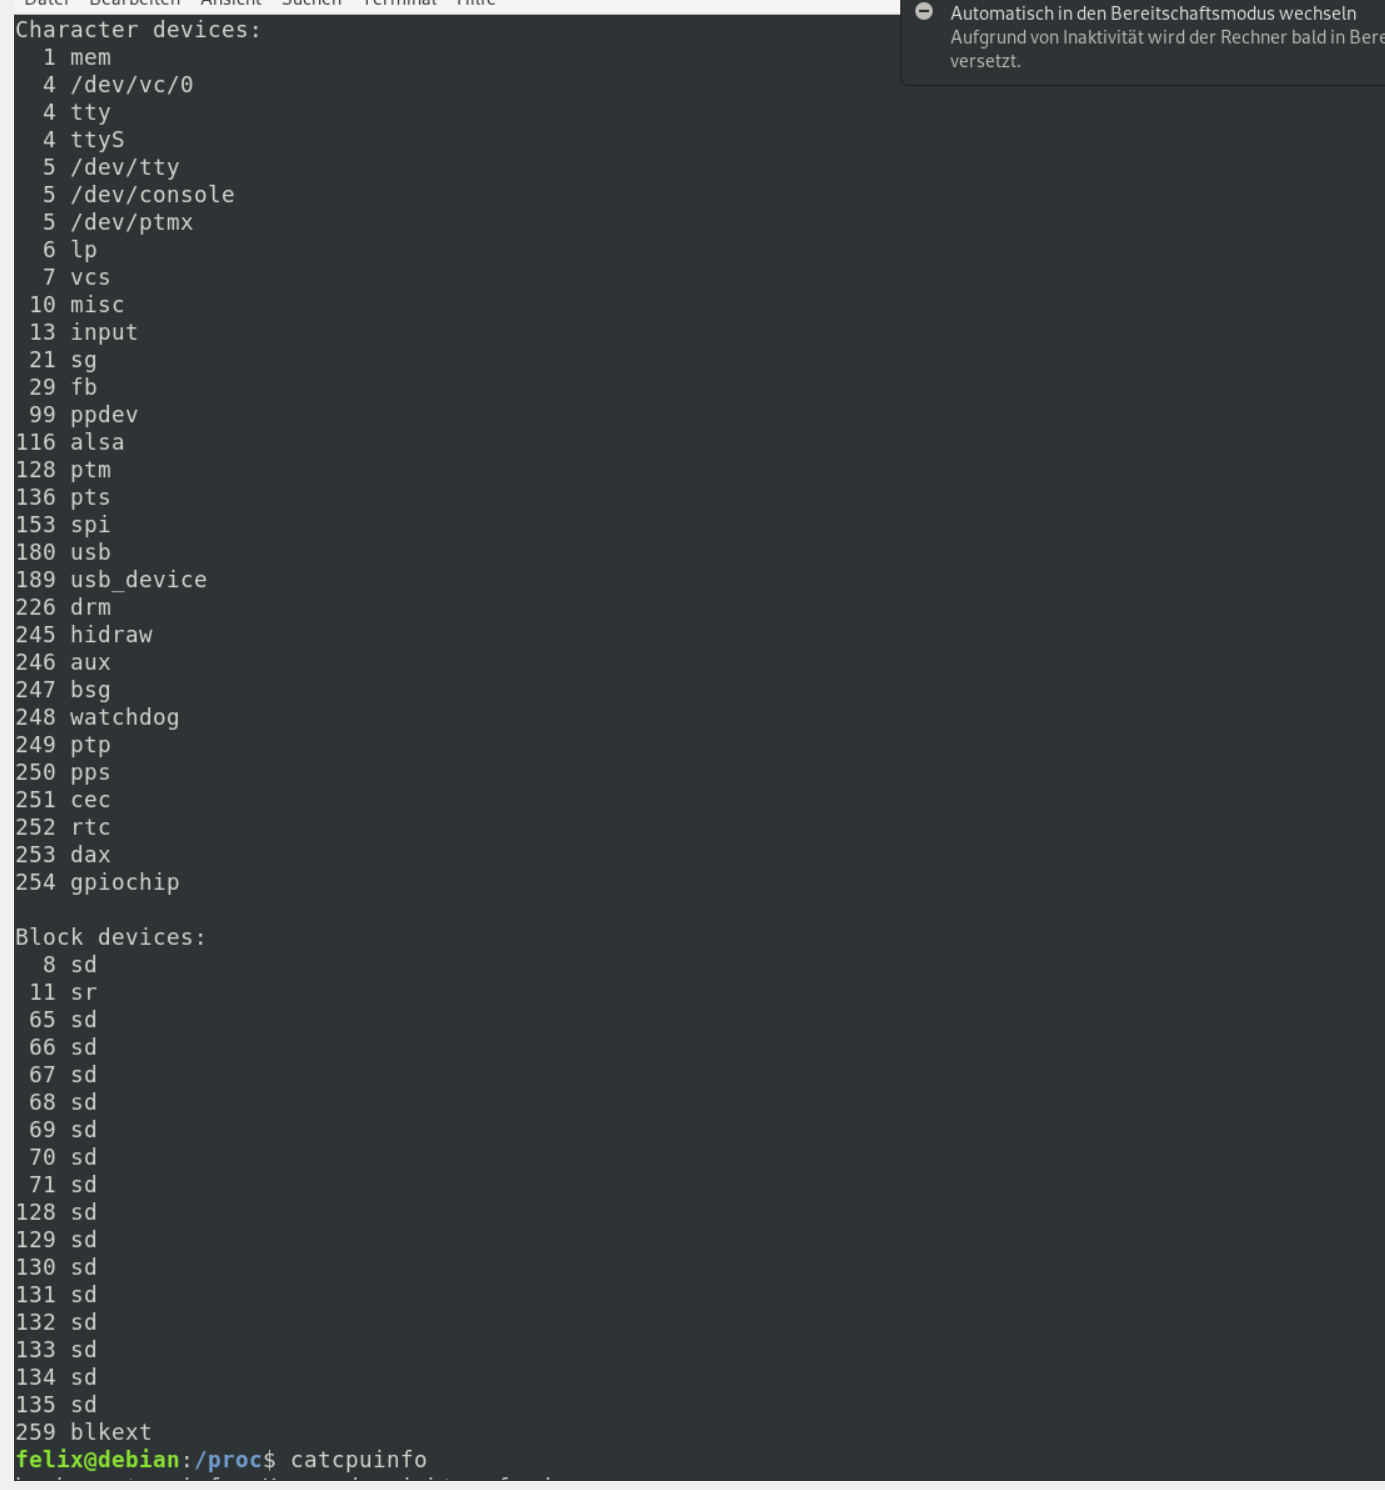 Datei Bearbeiten Ansicht Suchen Terminal Hilfe
Automatisch in den Bereitschaftsmodus wechseln
Aufgrund von Inaktivität wird der Rechner bald in Bere
versetzt.
Character devices:
1 mem
4 /dev/vc/0
4 tty
4 ttyS
5 /dev/tty
5 /dev/console
5 /dev/ptmx
6 lp
7 vcs
10 misc
13 input
21 sg
29 fb
99 ppdev
116 alsa
128 ptm
136 pts
153 spi
180 usb
189 usb_device
226 drm
245 hidraw
246 aux
247 bsg
248 watchdog
249 ptp
250 pps
251 cec
252 rtc
253 dax
254 gpiochip
Block devices:
8 sd
11 sr
65 sd
66 sd
67 sd
68 sd
69 sd
70 sd
71 sd
128 sd
129 sd
130 sd
131 sd
132 sd
133 sd
134 sd
135 sd
259 blkext
felix@debian:/proc$ catcpuinfo